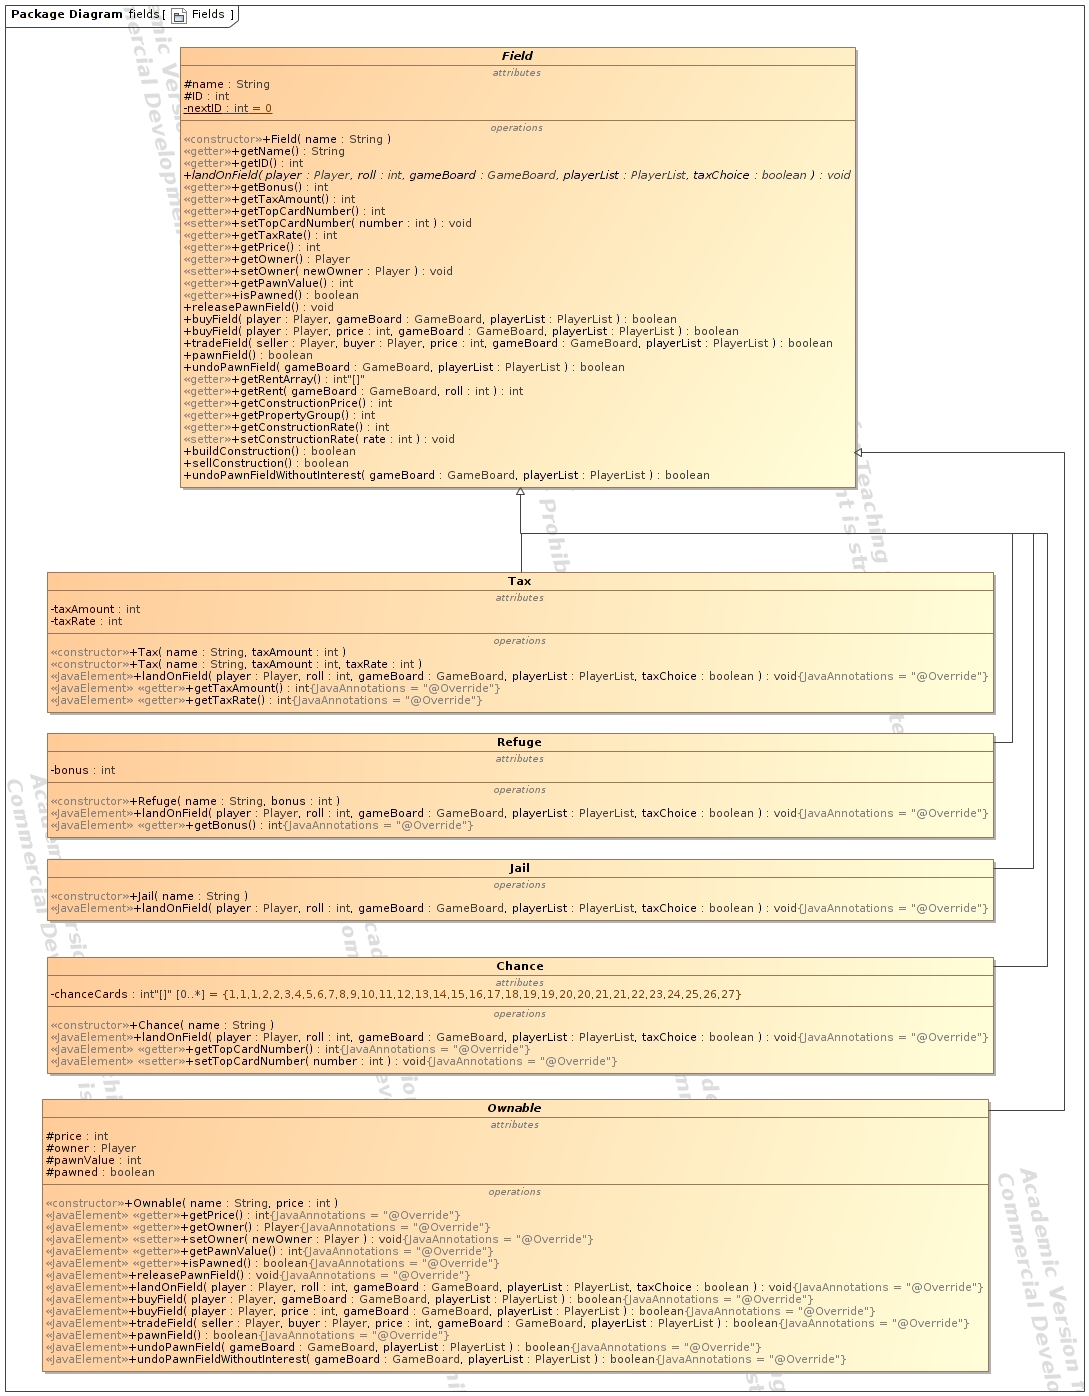 Package Diagram fields[ Fields ]
Field
attributes
#name : String
#ID : int
-nextID : int = 0
operations
«constructor»+Field( name : String )
«getter»+getName() : String
«getter»+getID() : int
+landOnField( player : Player, roll : int, gameBoard : GameBoard, playerList : PlayerList, taxChoice : boolean ) : void
«getter»+getBonus() : int
«getter»+getTaxAmount() : int
«getter»+getTopCardNumber() : int
«setter»+setTopCardNumber( number : int ) : void
«getter»+getTaxRate() : int
«getter»+getPrice() : int
«getter»+getOwner() : Player
«setter»+setOwner( newOwner : Player ) : void
«getter»+getPawnValue() : int
«getter»+isPawned() : boolean
+releasePawnField() : void
+buyField( player : Player, gameBoard : GameBoard, playerList : PlayerList ) : boolean
+buyField( player : Player, price : int, gameBoard : GameBoard, playerList : PlayerList ) : boolean
+tradeField( seller : Player, buyer : Player, price : int, gameBoard : GameBoard, playerList : PlayerList ) : boolean
+pawnField() : boolean
+undoPawnField( gameBoard : GameBoard, playerList : PlayerList ) : boolean
«getter»+getRentArray() : int"[]"
«getter»+getRent( gameBoard : GameBoard, roll : int ) : int
«getter»+getConstructionPrice() : int
«getter»+getPropertyGroup() : int
«getter»+getConstructionRate() : int
«setter»+setConstructionRate( rate : int ) : void
+buildConstruction() : boolean
+sellConstruction() : boolean
+undoPawnFieldWithoutInterest( gameBoard : GameBoard, playerList : PlayerList ) : boolean
Tax
attributes
-taxAmount : int
-taxRate : int
operations
«constructor»+Tax( name : String, taxAmount : int )
«constructor»+Tax( name : String, taxAmount : int, taxRate : int )
«JavaElement»+landOnField( player : Player, roll : int, gameBoard : GameBoard, playerList : PlayerList, taxChoice : boolean ) : void{JavaAnnotations = "@Override"}
«JavaElement» «getter»+getTaxAmount() : int{JavaAnnotations = "@Override"}
«JavaElement» «getter»+getTaxRate() : int{JavaAnnotations = "@Override"}
Refuge
attributes
-bonus : int
operations
«constructor»+Refuge( name : String, bonus : int )
«JavaElement»+landOnField( player : Player, roll : int, gameBoard : GameBoard, playerList : PlayerList, taxChoice : boolean ) : void{JavaAnnotations = "@Override"}
«JavaElement» «getter»+getBonus() : int{JavaAnnotations = "@Override"}
Jail
operations
«constructor»+Jail( name : String )
«JavaElement»+landOnField( player : Player, roll : int, gameBoard : GameBoard, playerList : PlayerList, taxChoice : boolean ) : void{JavaAnnotations = "@Override"}
Chance
attributes
-chanceCards : int"[]" [0..*] = {1,1,1,2,2,3,4,5,6,7,8,9,10,11,12,13,14,15,16,17,18,19,19,20,20,21,21,22,23,24,25,26,27}
operations
«constructor»+Chance( name : String )
«JavaElement»+landOnField( player : Player, roll : int, gameBoard : GameBoard, playerList : PlayerList, taxChoice : boolean ) : void{JavaAnnotations = "@Override"}
«JavaElement» «getter»+getTopCardNumber() : int{JavaAnnotations = "@Override"}
«JavaElement» «setter»+setTopCardNumber( number : int ) : void{JavaAnnotations = "@Override"}
Ownable
attributes
#price : int
#owner : Player
#pawnValue : int
#pawned : boolean
operations
«constructor»+Ownable( name : String, price : int )
«JavaElement» «getter»+getPrice() : int{JavaAnnotations = "@Override"}
«JavaElement» «getter»+getOwner() : Player{JavaAnnotations = "@Override"}
«JavaElement» «setter»+setOwner( newOwner : Player ) : void{JavaAnnotations = "@Override"}
«JavaElement» «getter»+getPawnValue() : int{JavaAnnotations = "@Override"}
«JavaElement» «getter»+isPawned() : boolean{JavaAnnotations = "@Override"}
«JavaElement»+releasePawnField() : void{JavaAnnotations = "@Override"}
«JavaElement»+landOnField( player : Player, roll : int, gameBoard : GameBoard, playerList : PlayerList, taxChoice : boolean ) : void{JavaAnnotations = "@Override"}
«JavaElement»+buyField( player : Player, gameBoard : GameBoard, playerList : PlayerList ) : boolean{JavaAnnotations = "@Override"}
«JavaElement»+buyField( player : Player, price : int, gameBoard : GameBoard, playerList : PlayerList ) : boolean{JavaAnnotations = "@Override"}
«JavaElement»+tradeField( seller : Player, buyer : Player, price : int, gameBoard : GameBoard, playerList : PlayerList ) : boolean{JavaAnnotations = "@Override"}
«JavaElement»+pawnField() : boolean{JavaAnnotations = "@Override"}
«JavaElement»+undoPawnField( gameBoard : GameBoard, playerList : PlayerList ) : boolean{JavaAnnotations = "@Override"}
«JavaElement»+undoPawnFieldWithoutInterest( gameBoard : GameBoard, playerList : PlayerList ) : boolean{JavaAnnotations = "@Override"}
Academic Version
Commercial Develo